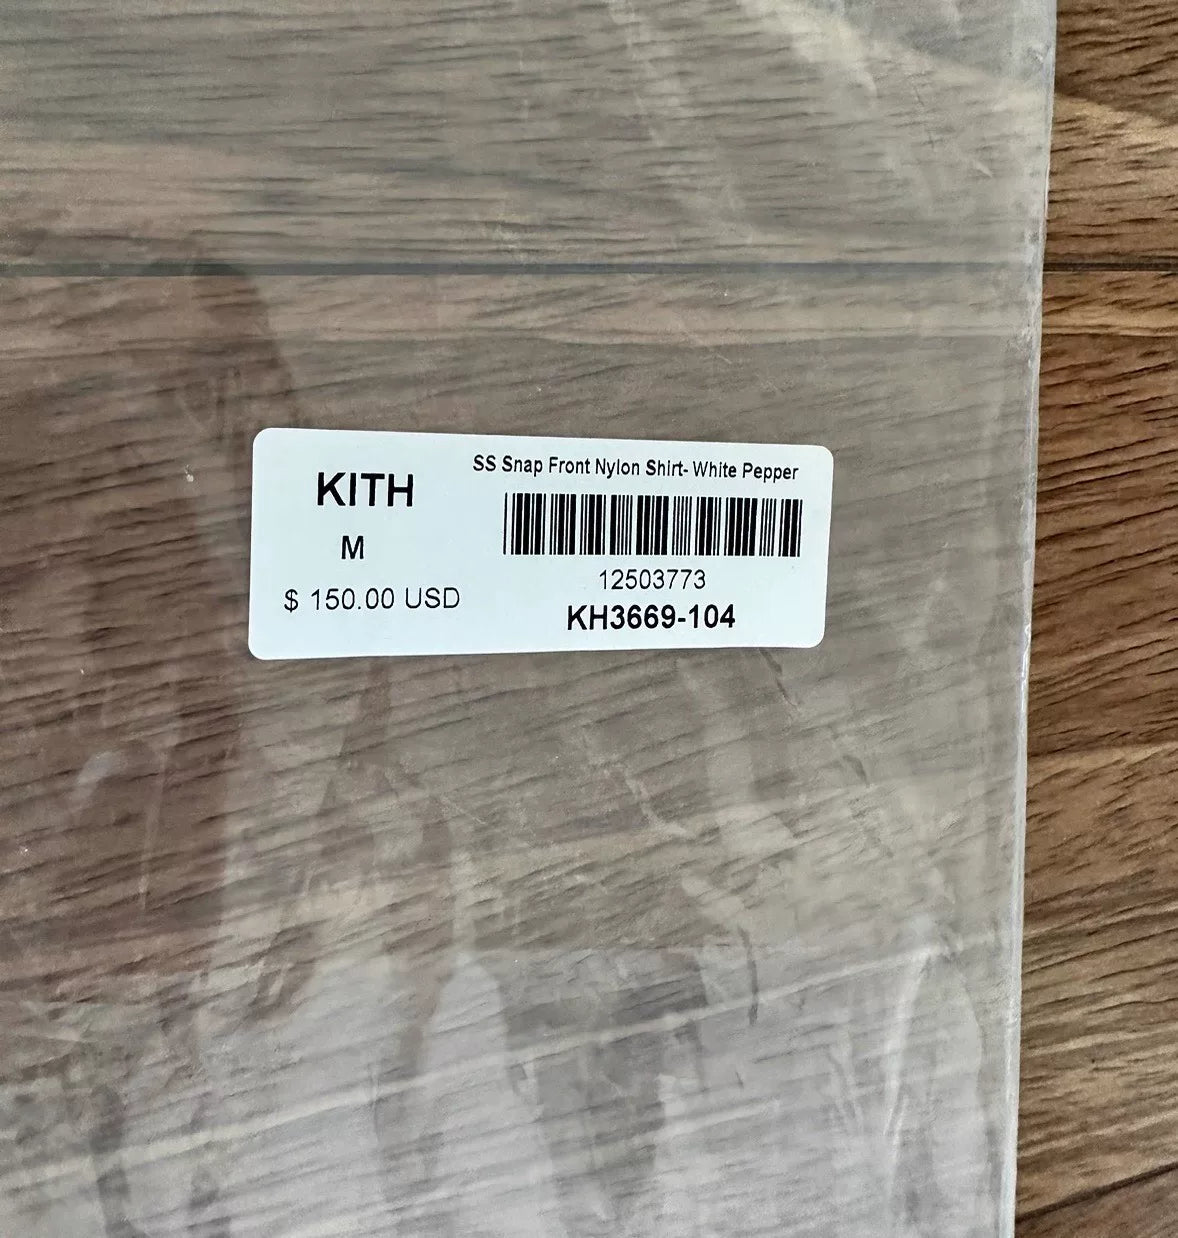 KITH
M
$ 150.00 USD
SS Snap Front Nylon Shirt- White Pepper
12503773
KH3669-104